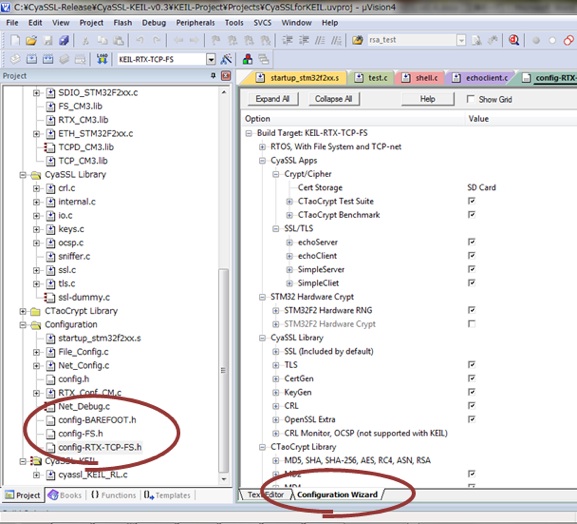 C:¥CyaSSL-Release¥CyaSSL-KEIL-v0.3¥KEIL-Project¥Projects¥CyaSSLforKEIL.uvproj - µVision4
File Edit View Project Flash Debug Peripherals Tools SVCS Window Help
rsa_test
KEIL-RTX-TCP-FS
Project
startup_stm32f2xx.s test.c shell.c echoclient.c config-RTX
SDIO_STM32F2xx.c
FS_CM3.lib
RTX_CM3.lib
ETH_STM32F2xx.c
TCPD_CM3.lib
TCP_CM3.lib
CyaSSL Library
crl.c
internal.c
io.c
keys.c
ocsp.c
sniffer.c
ssl.c
tls.c
ssl-dummy.c
CTaoCrypt Library
Configuration
startup_stm32f2xx.s
File_Config.c
Net_Config.c
config.h
RTX_Conf_CM.c
Net_Debug.c
config-BAREFOOT.h
config-FS.h
config-RTX-TCP-FS.h
CyaSSL_KEIL
cyassl_KEIL_RL.c
Project Books Functions Templates
Expand All Collapse All Help Show Grid
Option Value
Build Target: KEIL-RTX-TCP-FS
RTOS, With File System and TCP-net
CyaSSL Apps
Crypt/Cipher
Cert Storage SD Card
CTaoCrypt Test Suite
CTaoCrypt Benchmark
SSL/TLS
echoServer
echoClient
SimpleServer
SimpleCliet
STM32 Hardware Crypt
STM32F2 Hardware RNG
STM32F2 Hardware Crypt
CyaSSL Library
SSL (Included by default)
TLS
CertGen
KeyGen
CRL
OpenSSL Extra
CRL Monitor, OCSP (not supported with KEIL)
CTaoCrypt Library
MD5, SHA, SHA-256, AES, RC4, ASN, RSA
MD2
MD4
Text Editor Configuration Wizard